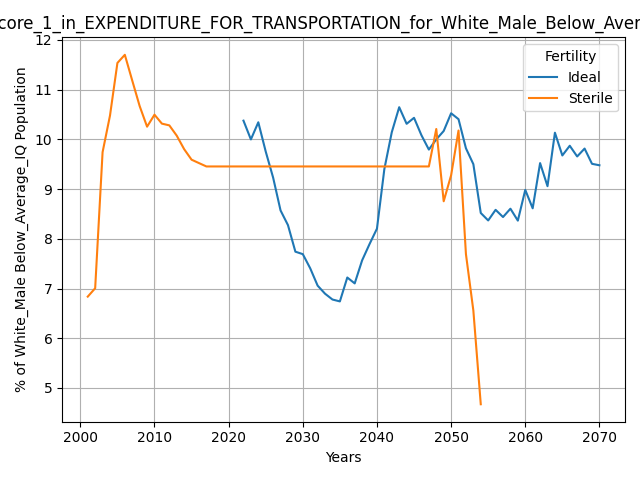 core_1_in_EXPENDITURE_FOR_TRANSPORTATION_for_White_Male_Below_Aver
% of White_Male Below_Average_IQ Population
12
11
10
9
8
7
6
5
Fertility
Ideal
Sterile
2000 2010 2020 2030 2040 2050 2060 2070
Years